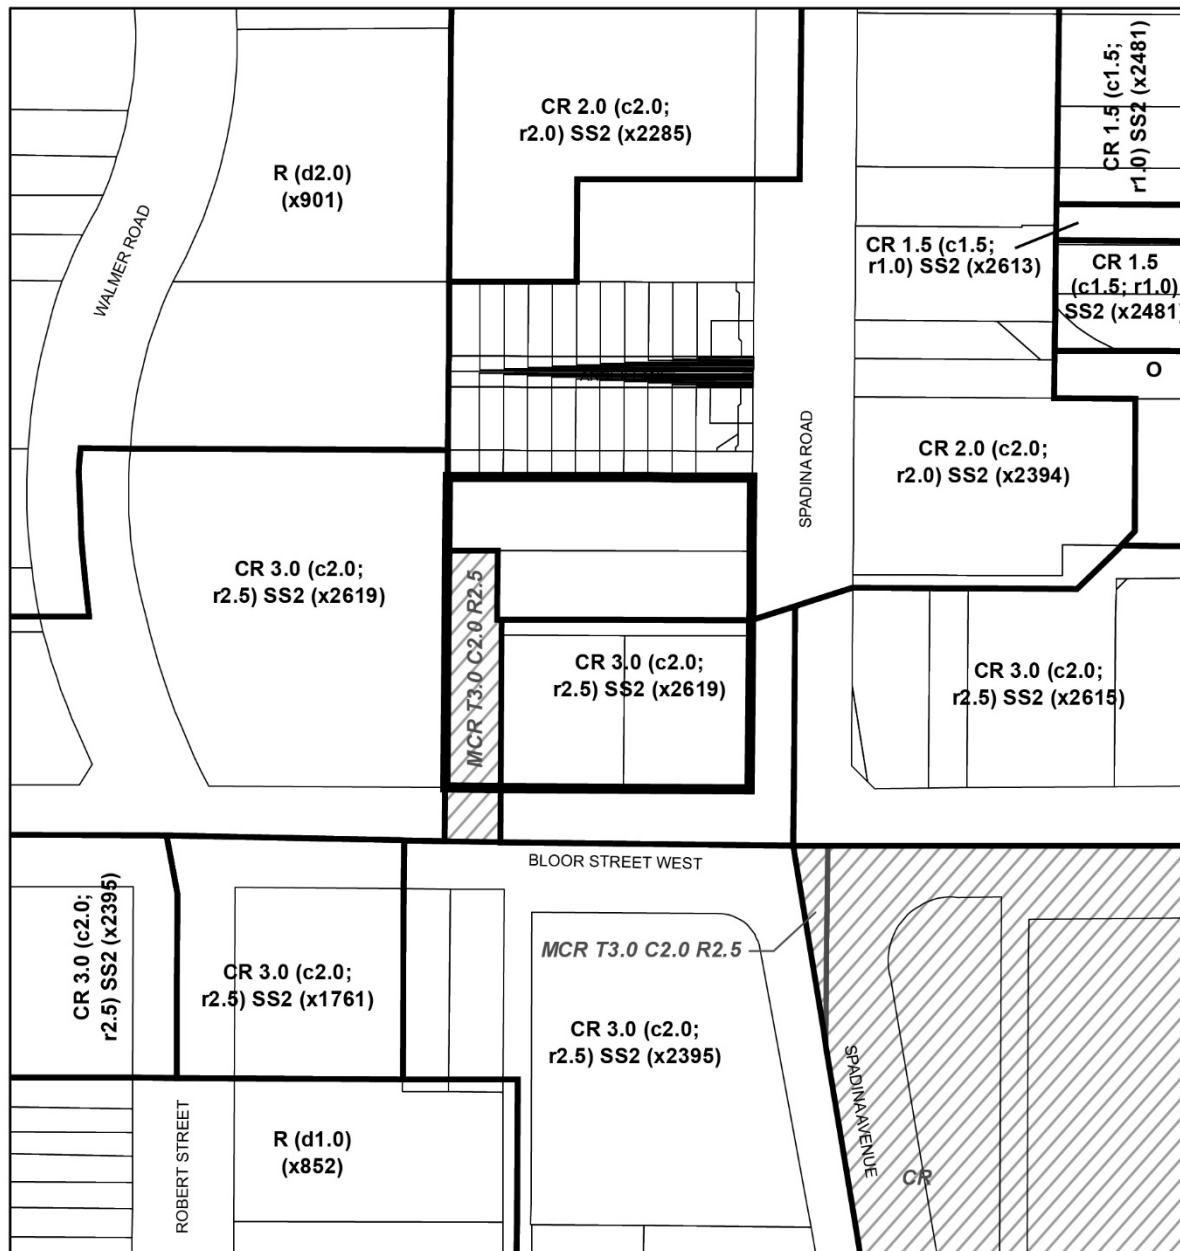 CR 2.0 (c2.0;
r2.0) SS2 (x2285)
CR 1.5 (c1.5;
r1.0) SS2 (x2481)
R (d2.0)
(x901)
WALMER ROAD
CR 1.5 (c1.5;
r1.0) SS2 (x2613)
CR 1.5
(c1.5; r1.0)
SS2 (x2481)
O
SPADINA ROAD
CR 2.0 (c2.0;
r2.0) SS2 (x2394)
CR 3.0 (c2.0;
r2.5) SS2 (x2619)
MCR T3.0 C2.0 R2.5
CR 3.0 (c2.0;
r2.5) SS2 (x2619)
CR 3.0 (c2.0;
r2.5) SS2 (x2615)
BLOOR STREET WEST
CR 3.0 (c2.0;
r2.5) SS2 (x2395)
CR 3.0 (c2.0;
r2.5) SS2 (x1761)
MCR T3.0 C2.0 R2.5
CR 3.0 (c2.0;
r2.5) SS2 (x2395)
SPADINA AVENUE
ROBERT STREET
R (d1.0)
(x852)
CR